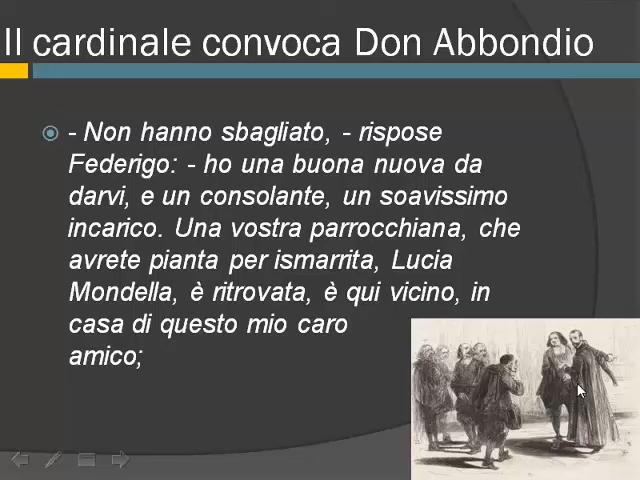 Il cardinale convoca Don Abbondio
- Non hanno sbagliato, - rispose
Federigo: - ho una buona nuova da
darvi, e un consolante, un soavissimo
incarico. Una vostra parrocchiana, che
avrete pianta per ismarrita, Lucia
Mondella, è ritrovata, è qui vicino, in
casa di questo mio caro
amico;